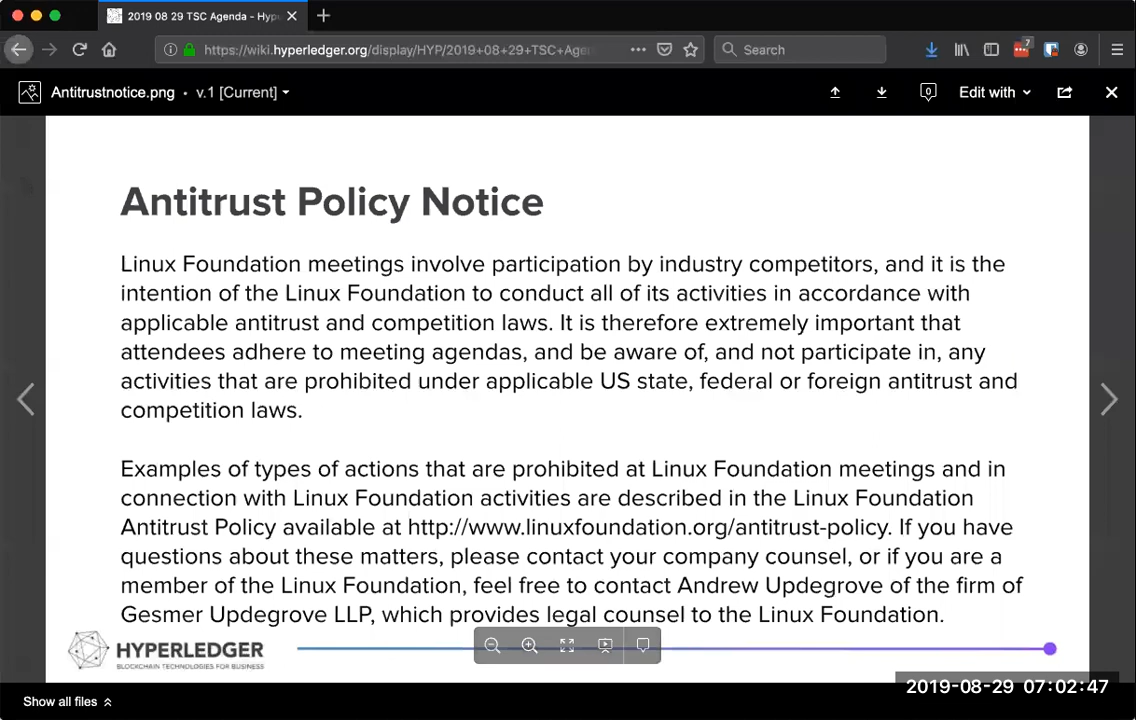 2019 08 29 TSC Agenda - Hyp
https://wiki.hyperledger.org/display/HYP/2019+08+29+TSC+Age
Search
7
Antitrustnotice.png • v.1 [Current]
0
Edit with
Antitrust Policy Notice
Linux Foundation meetings involve participation by industry competitors, and it is the
intention of the Linux Foundation to conduct all of its activities in accordance with
applicable antitrust and competition laws. It is therefore extremely important that
attendees adhere to meeting agendas, and be aware of, and not participate in, any
activities that are prohibited under applicable US state, federal or foreign antitrust and
competition laws.
Examples of types of actions that are prohibited at Linux Foundation meetings and in
connection with Linux Foundation activities are described in the Linux Foundation
Antitrust Policy available at http://www.linuxfoundation.org/antitrust-policy. If you have
questions about these matters, please contact your company counsel, or if you are a
member of the Linux Foundation, feel free to contact Andrew Updegrove of the firm of
Gesmer Updegrove LLP, which provides legal counsel to the Linux Foundation.
HYPERLEDGER
BLOCKCHAIN TECHNOLOGIES FOR BUSINESS
2019-08-29 07:02:47
Show all files